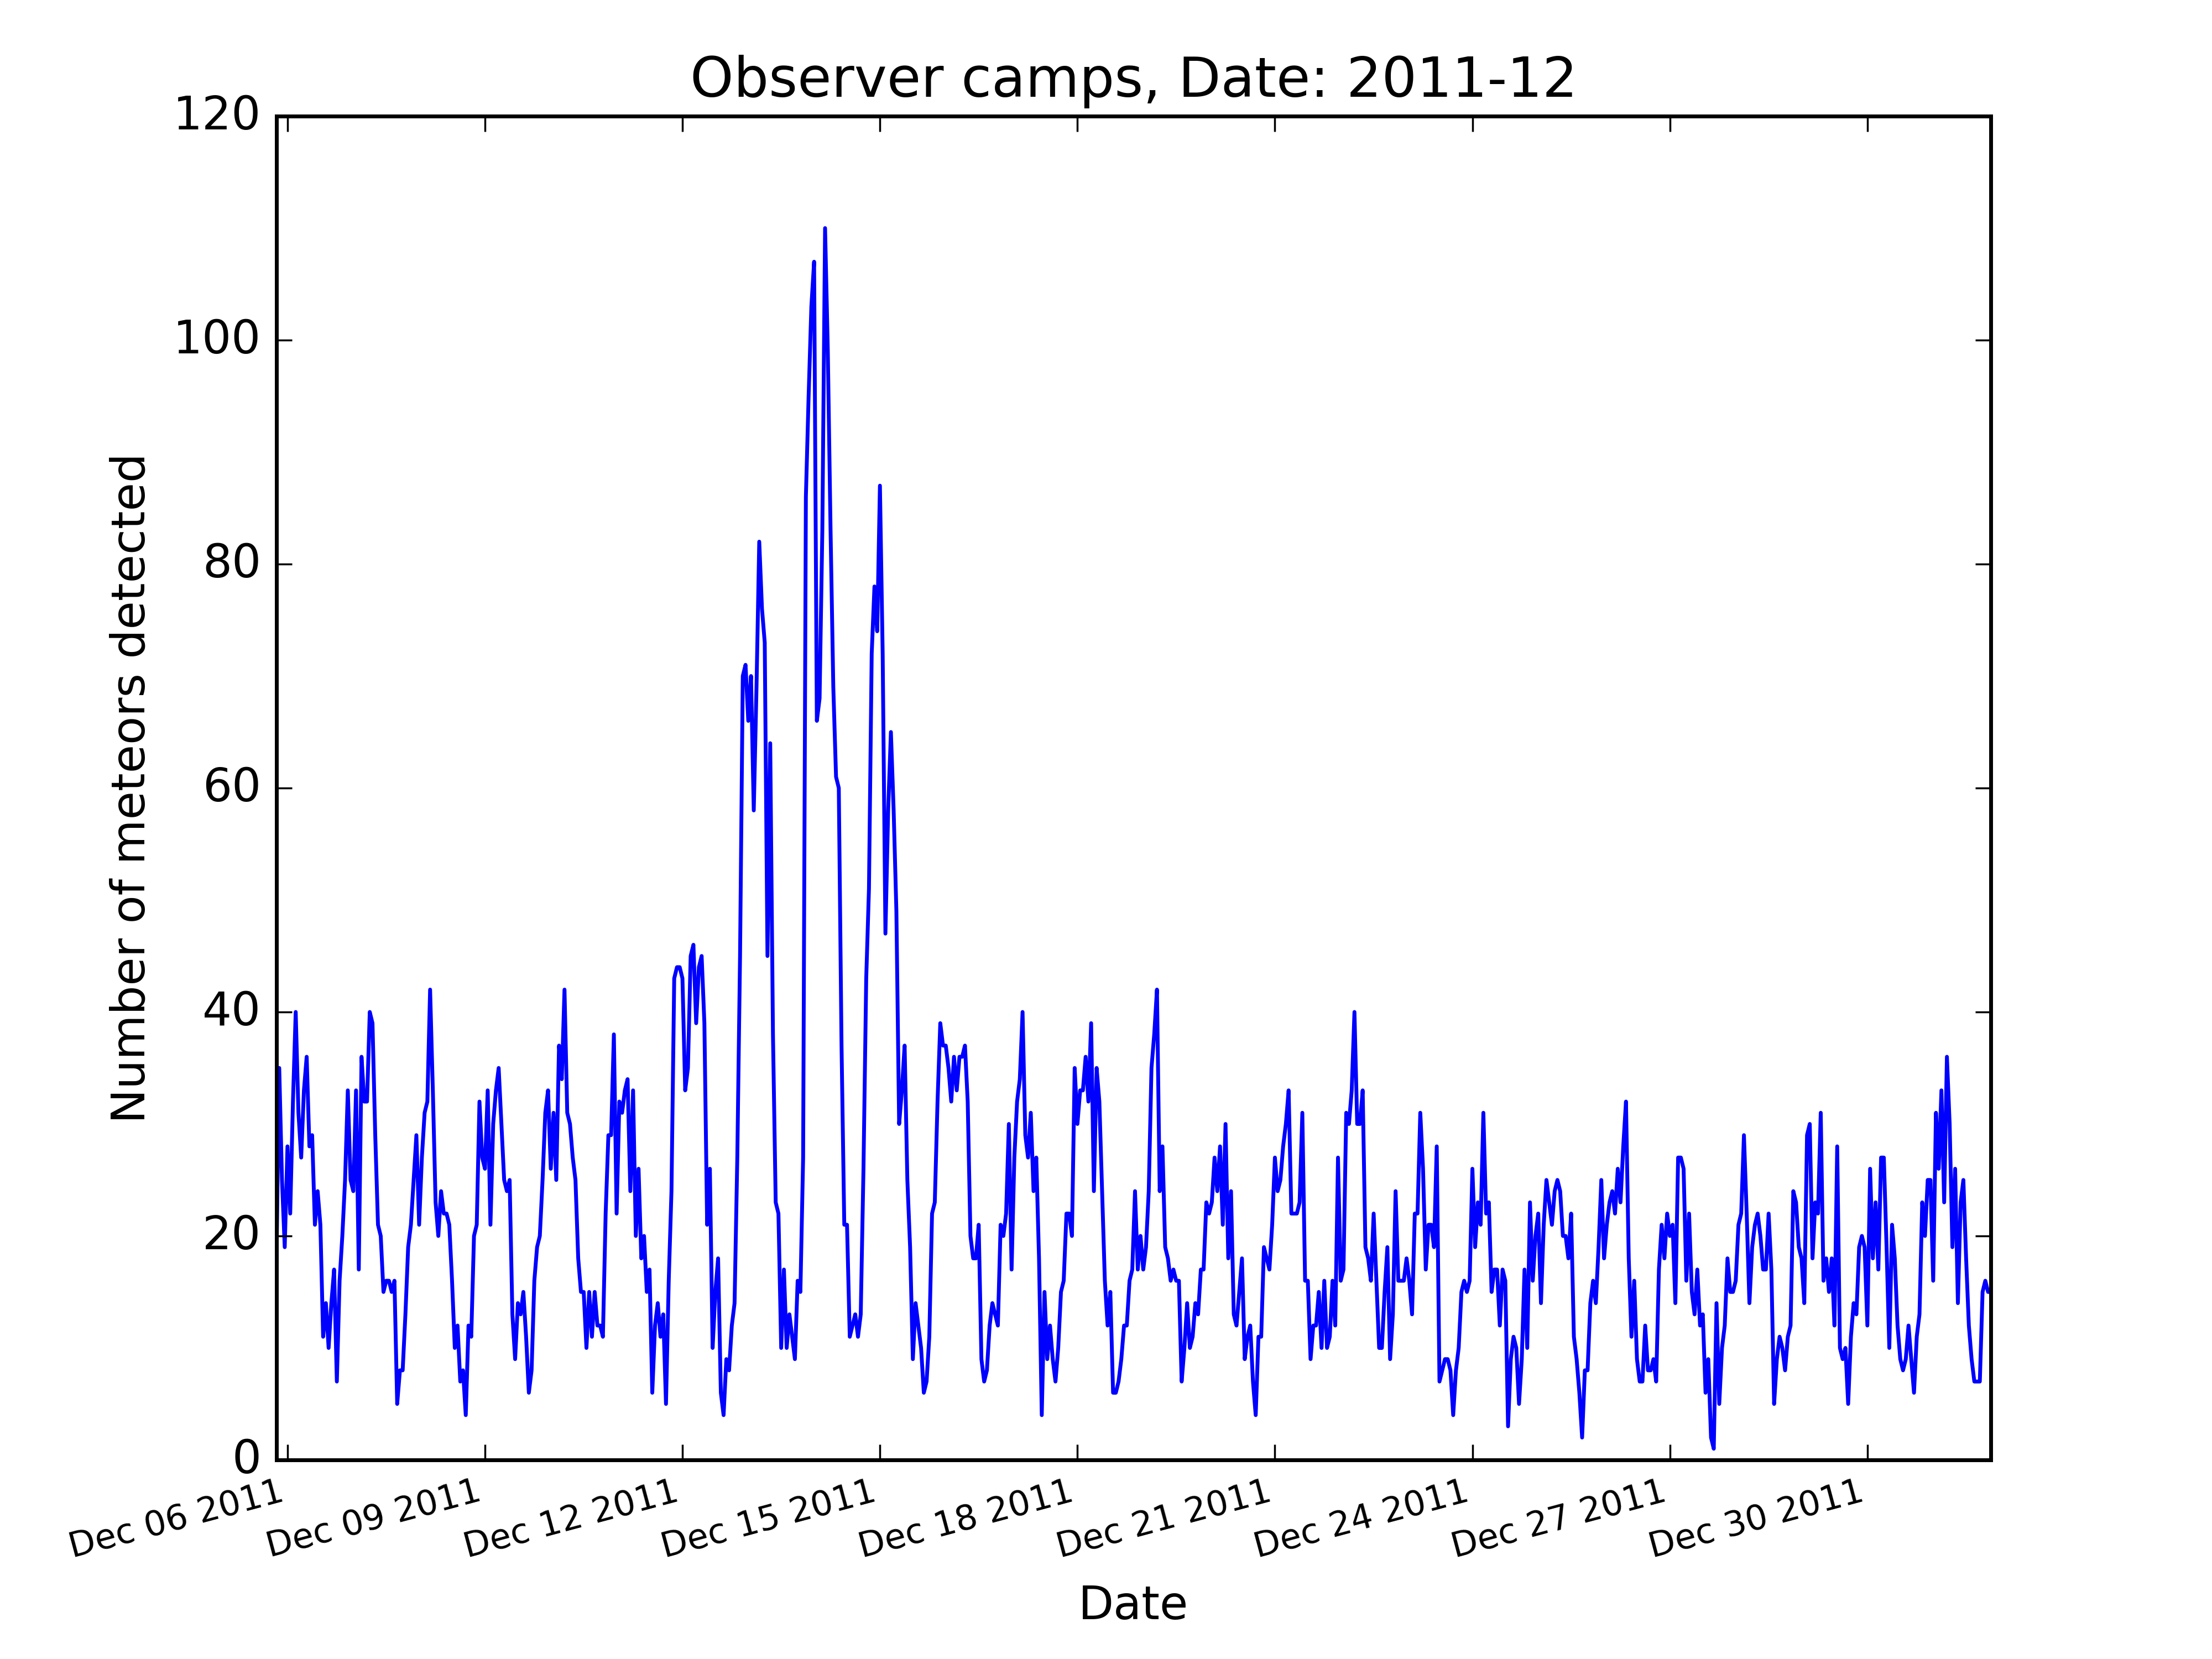 Observer camps, Date: 2011-12
120
100
80
60
40
20
0
Number of meteors detected
Dec 06 2011
Dec 09 2011
Dec 12 2011
Dec 15 2011
Dec 18 2011
Dec 21 2011
Dec 24 2011
Dec 27 2011
Dec 30 2011
Date